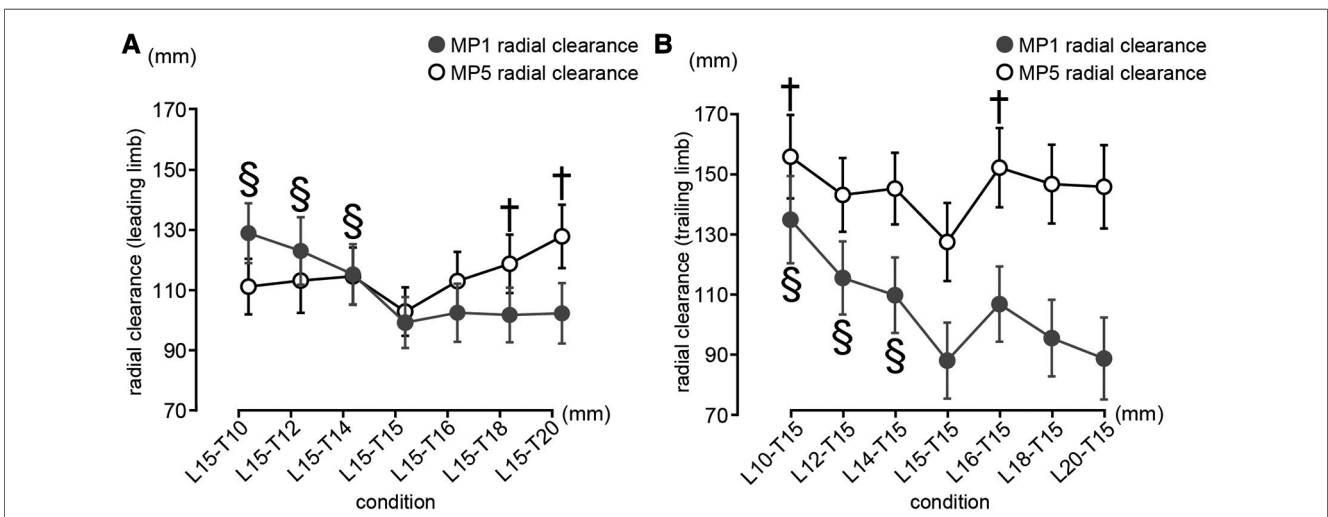 A
(mm)
MP1 radial clearance
MP5 radial clearance
radial clearance (leading limb)
170
150
130
110
90
70
§
§
§
†
†
(mm)
L15-T10
L15-T12
L15-T14
L15-T15
L15-T16
L15-T18
L15-T20
condition
B
(mm)
MP1 radial clearance
MP5 radial clearance
radial clearance (trailing limb)
170
150
130
110
90
70
†
†
§
§
§
(mm)
L10-T15
L12-T15
L14-T15
L15-T15
L16-T15
L18-T15
L20-T15
condition